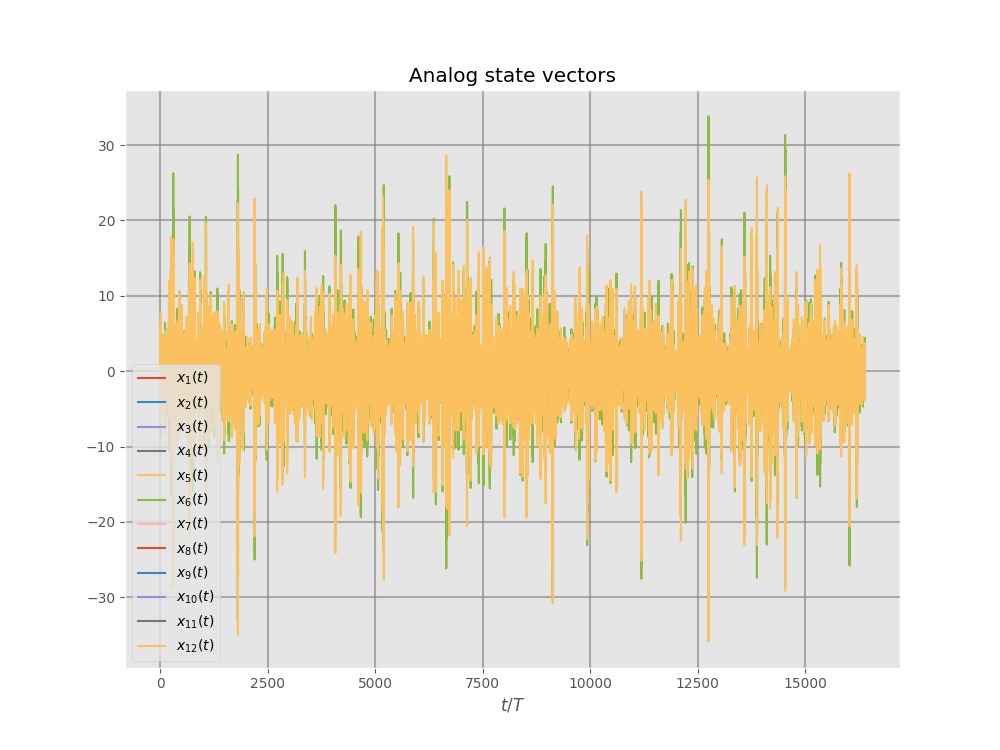 Analog state vectors
30
20
10
0
−10
−20
−30
x₁(t)
x₂(t)
x₃(t)
x₄(t)
x₅(t)
x₆(t)
x₇(t)
x₈(t)
x₉(t)
x₁₀(t)
x₁₁(t)
x₁₂(t)
0 2500 5000 7500 10000 12500 15000
t/T